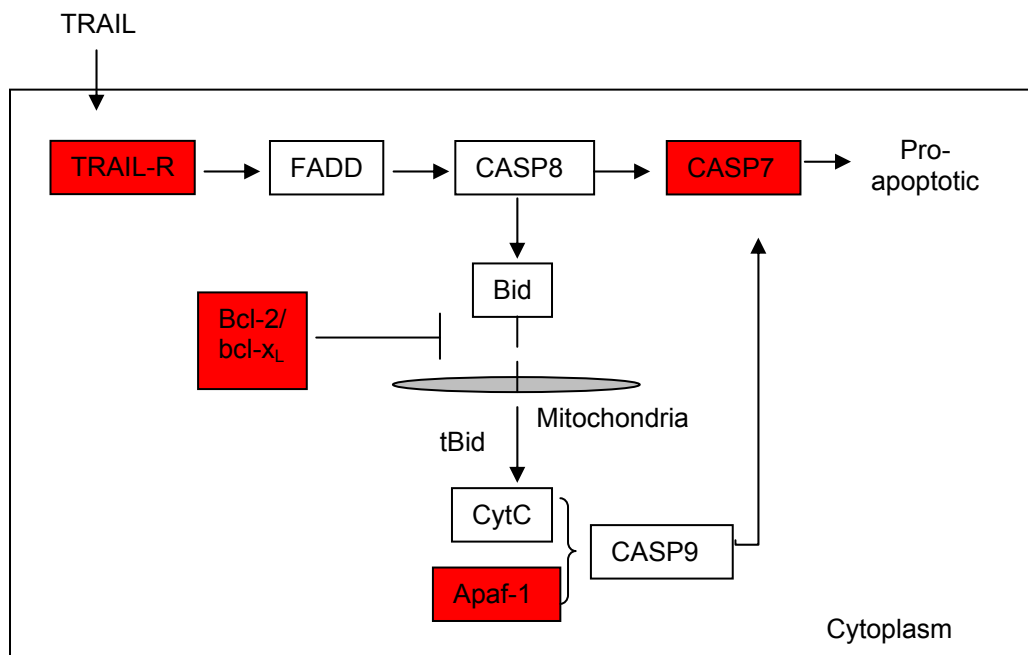 TRAIL
TRAIL-R
FADD
CASP8
CASP7
Pro-
apoptotic
Bid
Bcl-2/
bcl-xL
Mitochondria
tBid
CytC
CASP9
Apaf-1
Cytoplasm